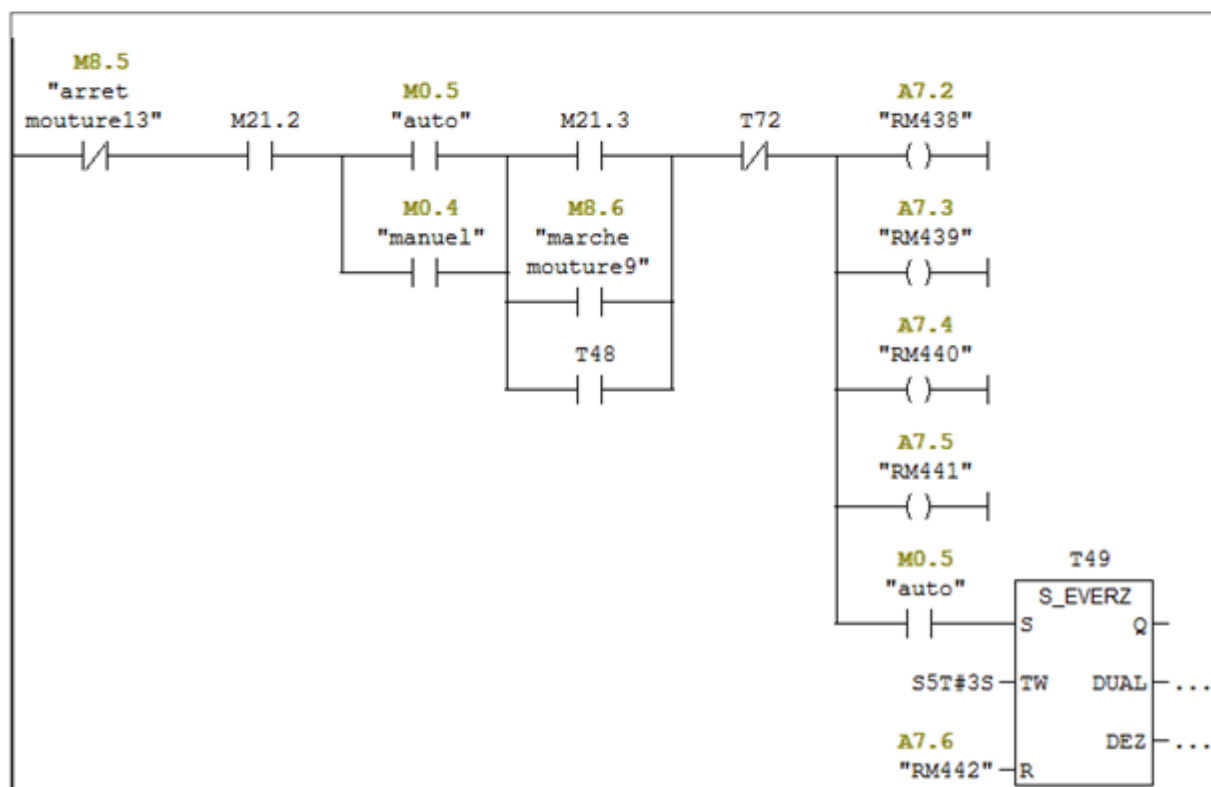 M8.5
"arret
mouture13"
M21.2
M0.5
"auto"
M21.3
T72
A7.2
"RM438"
M0.4
"manuel"
M8.6
"marche
mouture9"
A7.3
"RM439"
T48
A7.4
"RM440"
A7.5
"RM441"
M0.5
"auto"
T49
S_EVERZ
S
Q
S5T#3S
TW
DUAL
...
A7.6
"RM442"
R
DEZ
...